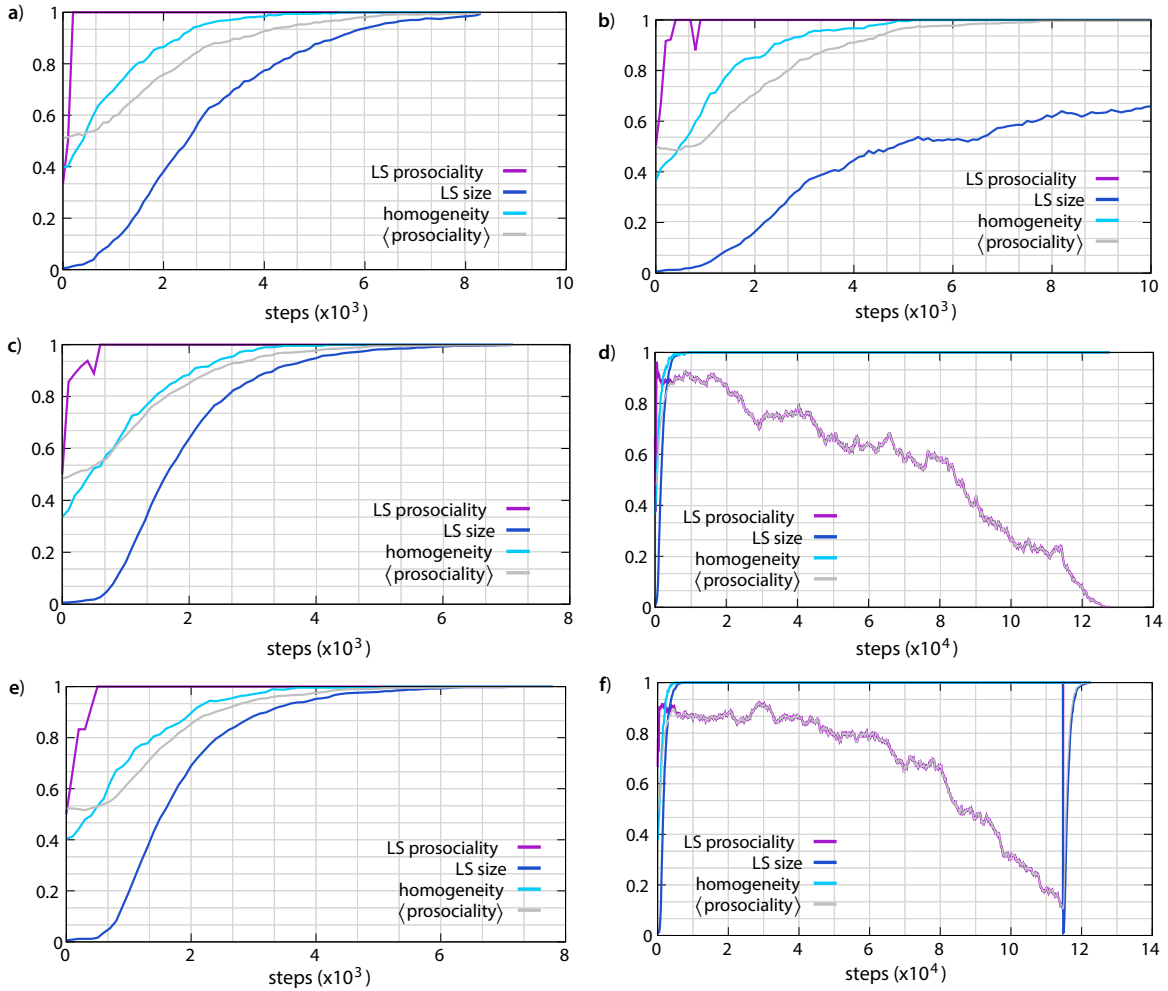 a)
1
0.8
0.6
0.4
0.2
0
LS prosociality
LS size
homogeneity
⟨prosociality⟩
0 2 4 6 8 10
steps (x10³)
b)
1
0.8
0.6
0.4
0.2
0
LS prosociality
LS size
homogeneity
⟨prosociality⟩
0 2 4 6 8 10
steps (x10³)
c)
1
0.8
0.6
0.4
0.2
0
LS prosociality
LS size
homogeneity
⟨prosociality⟩
0 2 4 6 8
steps (x10³)
d)
1
0.8
0.6
0.4
0.2
0
LS prosociality
LS size
homogeneity
⟨prosociality⟩
0 2 4 6 8 10 12 14
steps (x10⁴)
e)
1
0.8
0.6
0.4
0.2
0
LS prosociality
LS size
homogeneity
⟨prosociality⟩
0 2 4 6 8
steps (x10³)
f)
1
0.8
0.6
0.4
0.2
0
LS prosociality
LS size
homogeneity
⟨prosociality⟩
0 2 4 6 8 10 12 14
steps (x10⁴)